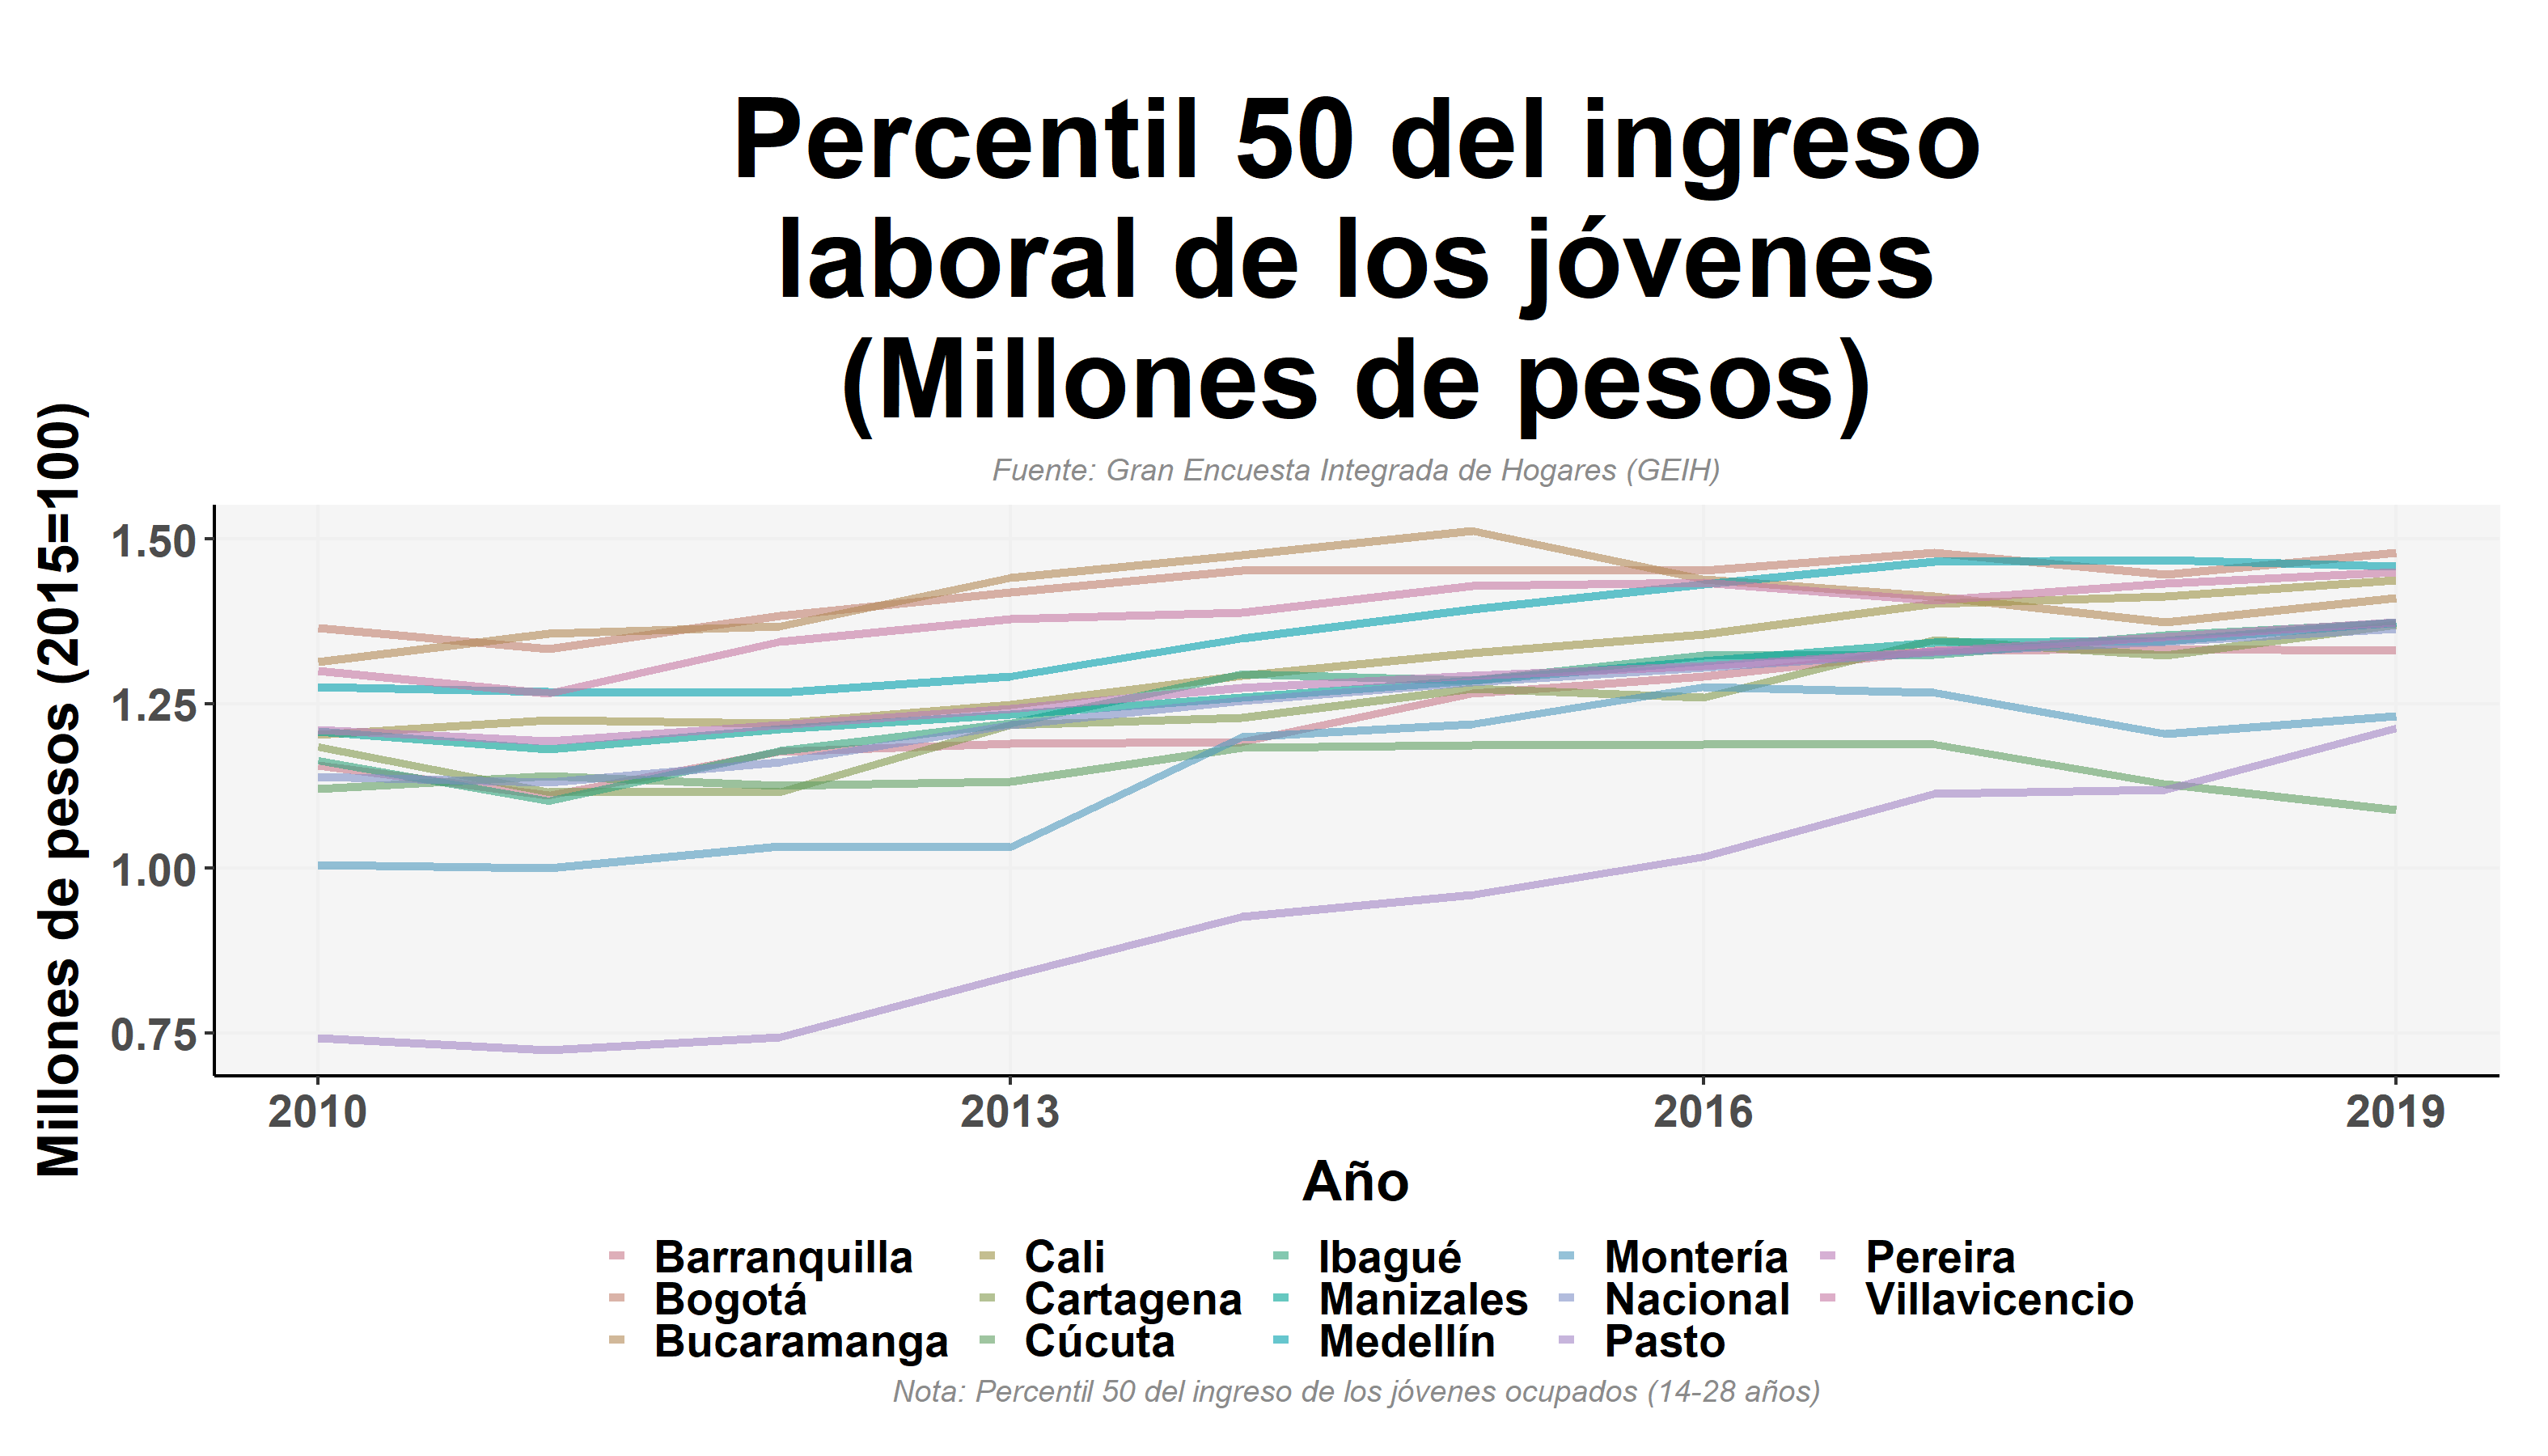 Percentil 50 del ingreso
laboral de los jóvenes
(Millones de pesos)
Fuente: Gran Encuesta Integrada de Hogares (GEIH)
Millones de pesos (2015=100)
1.50
1.25
1.00
0.75
2010 2013 2016 2019
Año
Barranquilla Cali Ibagué Montería Pereira
Bogotá Cartagena Manizales Nacional Villavicencio
Bucaramanga Cúcuta Medellín Pasto
Nota: Percentil 50 del ingreso de los jóvenes ocupados (14-28 años)